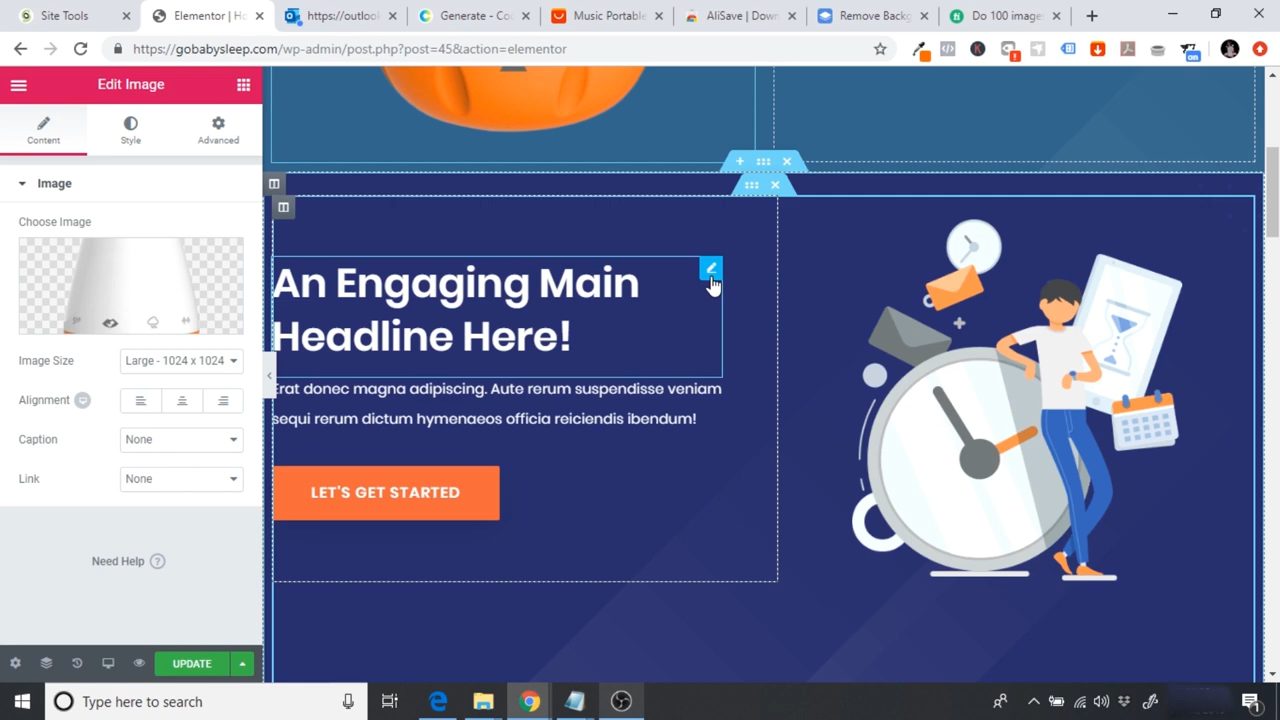 Site Tools
Elementor | Ho
https://outlook
Generate - Coo
Music Portable
AliSave | Down
Remove Backg
Do 100 image
https://gobabysleep.com/wp-admin/post.php?post=45&action=elementor
on
Edit Image
Content
Style
Advanced
Image
Choose Image
Image Size
Large - 1024 x 1024
Alignment
Caption
None
Link
None
Need Help
UPDATE
An Engaging Main
Headline Here!
Erat donec magna adipiscing. Aute rerum suspendisse veniam
sequi rerum dictum hymenaeos officia reiciendis ibendum!
LET'S GET STARTED
Type here to search